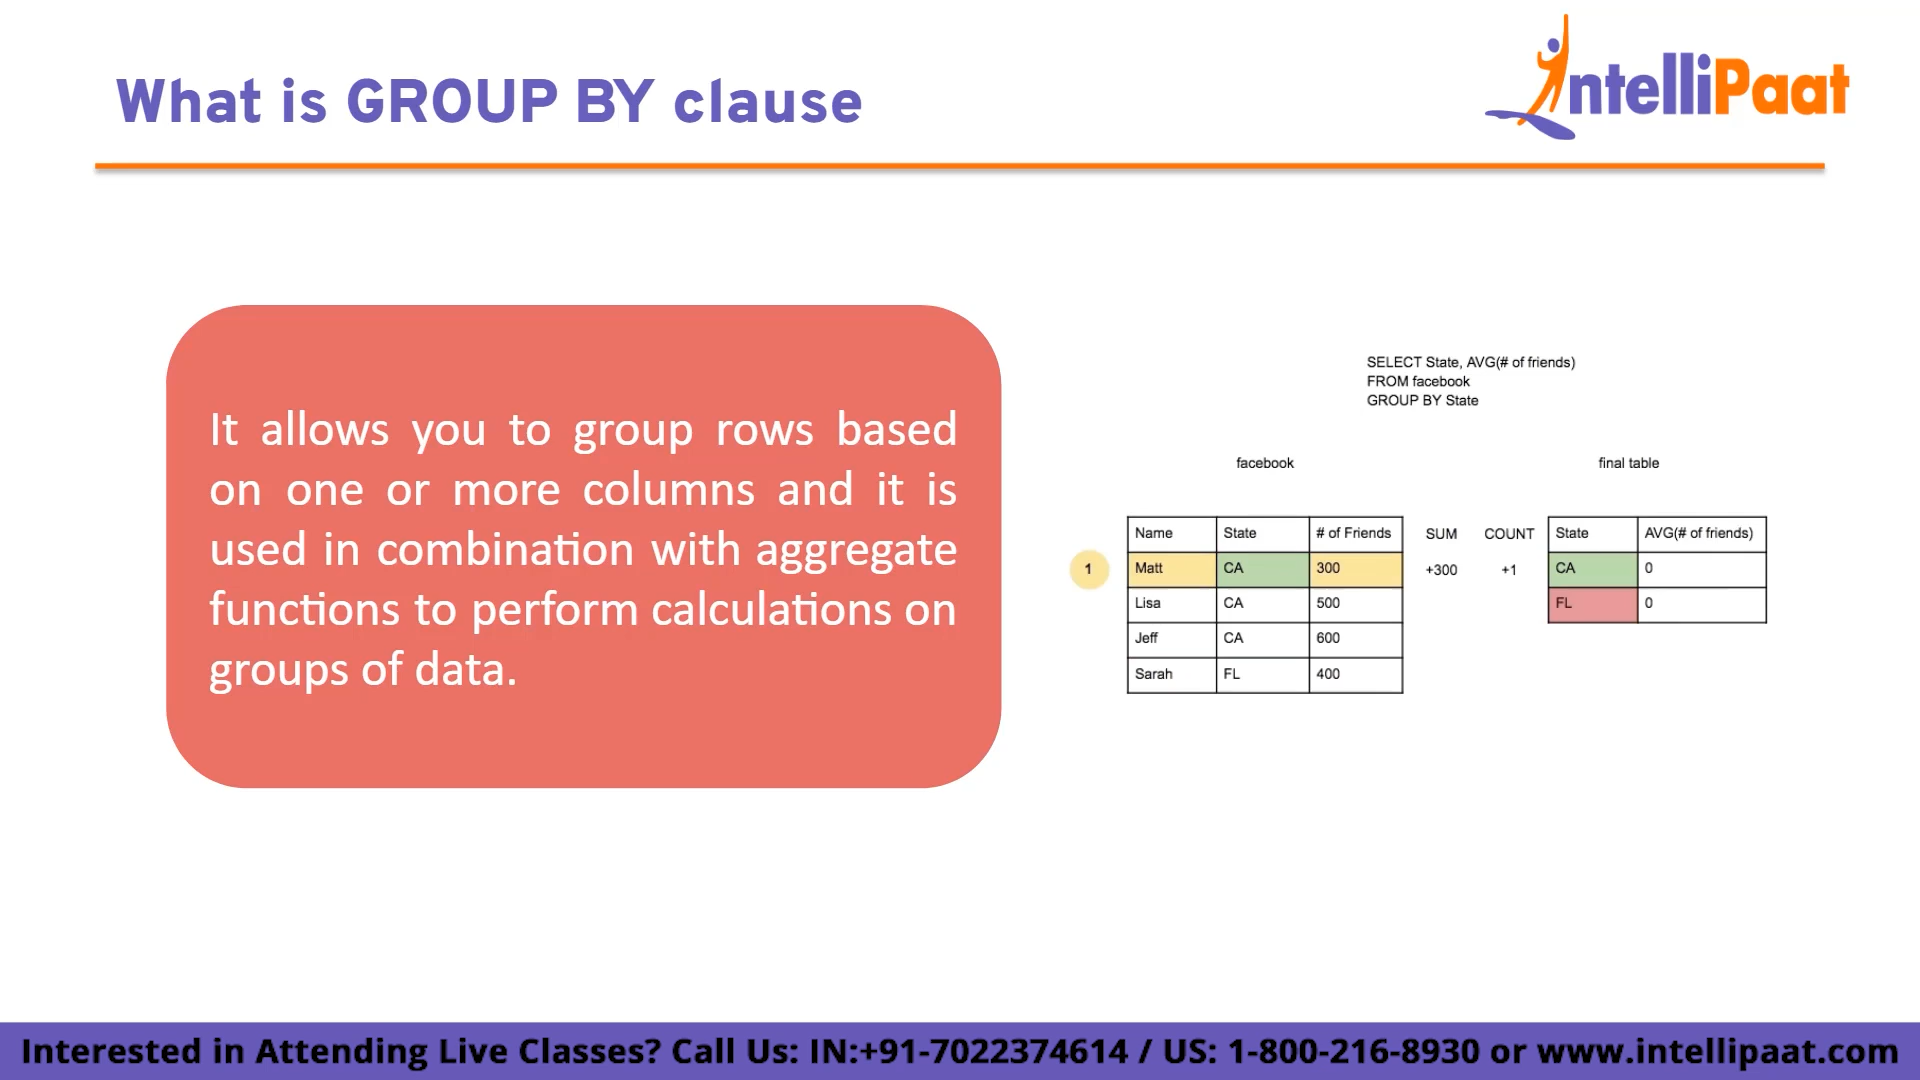 What is GROUP BY clause
IntelliPaat
It allows you to group rows based
on one or more columns and it is
used in combination with aggregate
functions to perform calculations on
groups of data.
SELECT State, AVG(# of friends)
FROM facebook
GROUP BY State
facebook
final table
Name State # of Friends SUM COUNT State AVG(# of friends)
1 Matt CA 300 +300 +1 CA 0
Lisa CA 500 FL 0
Jeff CA 600
Sarah FL 400
Interested in Attending Live Classes? Call Us: IN:+91-7022374614 / US: 1-800-216-8930 or www.intellipaat.com